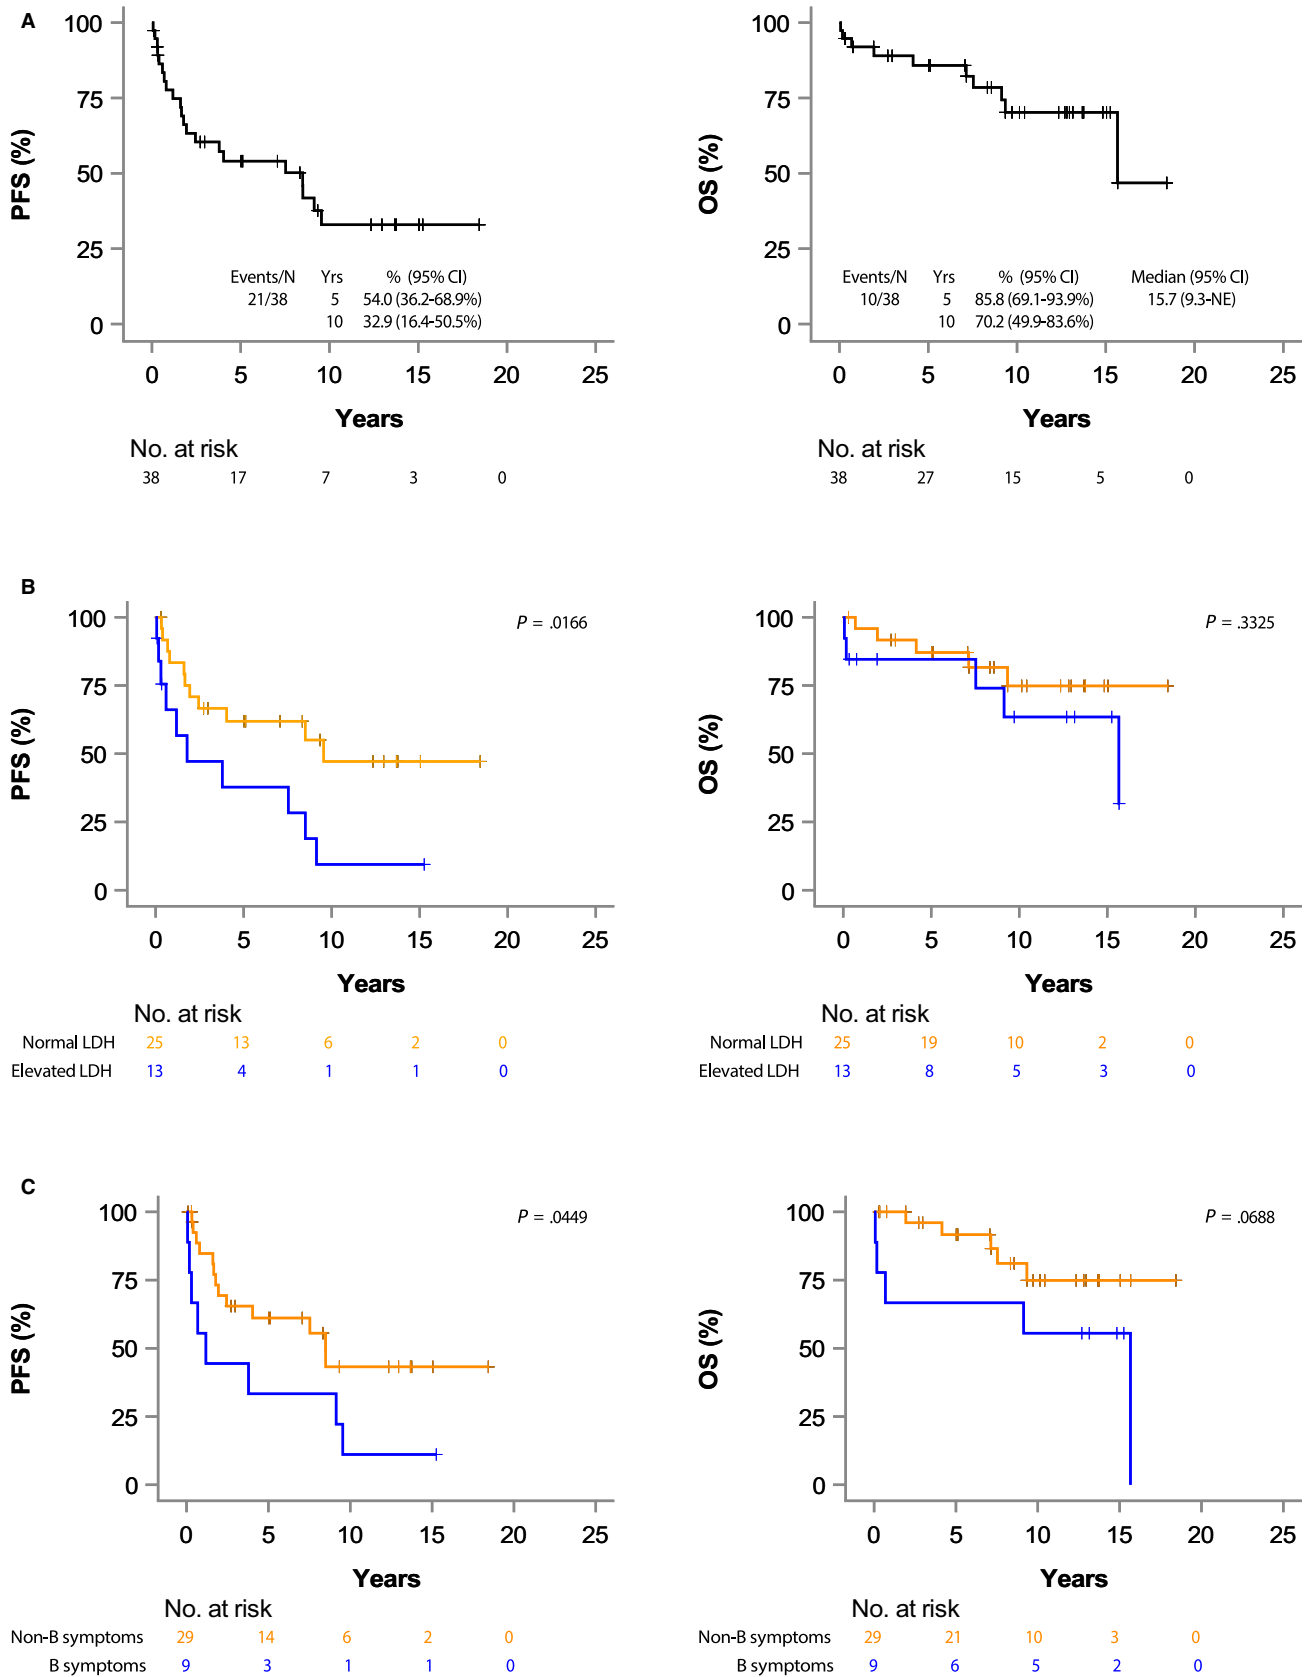 A
100
75
50
25
0
PFS (%)
Events/N Yrs % (95% CI)
21/38 5 54.0 (36.2-68.9%)
10 32.9 (16.4-50.5%)
0 5 10 15 20 25
Years
No. at risk
38 17 7 3 0
100
75
50
25
0
OS (%)
Events/N Yrs % (95% CI) Median (95% CI)
10/38 5 85.8 (69.1-93.9%) 15.7 (9.3-NE)
10 70.2 (49.9-83.6%)
0 5 10 15 20 25
Years
No. at risk
38 27 15 5 0
B
100
75
50
25
0
PFS (%)
P = .0166
0 5 10 15 20 25
Years
No. at risk
Normal LDH 25 13 6 2 0
Elevated LDH 13 4 1 1 0
100
75
50
25
0
OS (%)
P = .3325
0 5 10 15 20 25
Years
No. at risk
Normal LDH 25 19 10 2 0
Elevated LDH 13 8 5 3 0
C
100
75
50
25
0
PFS (%)
P = .0449
0 5 10 15 20 25
Years
No. at risk
Non-B symptoms 29 14 6 2 0
B symptoms 9 3 1 1 0
100
75
50
25
0
OS (%)
P = .0688
0 5 10 15 20 25
Years
No. at risk
Non-B symptoms 29 21 10 3 0
B symptoms 9 6 5 2 0